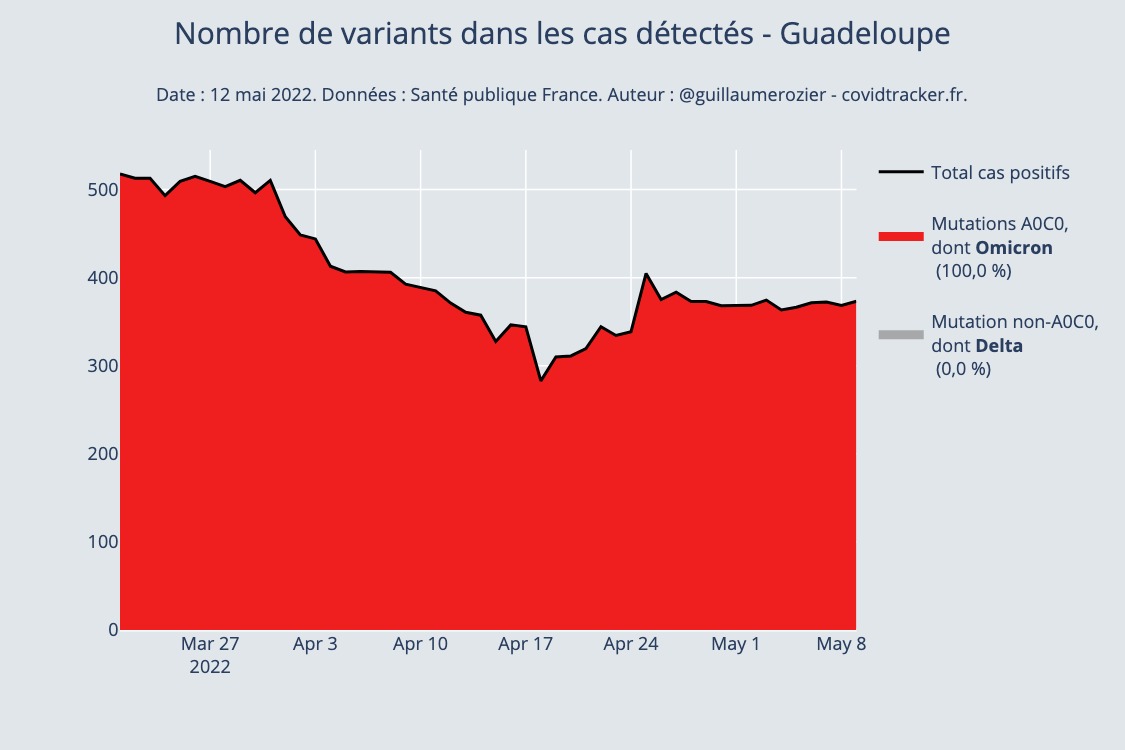 Nombre de variants dans les cas détectés - Guadeloupe
Date : 12 mai 2022. Données : Santé publique France. Auteur : @guillaumerozier - covidtracker.fr.
500
400
300
200
100
0
Mar 27
2022
Apr 3
Apr 10
Apr 17
Apr 24
May 1
May 8
Total cas positifs
Mutations A0C0,
dont Omicron
(100,0 %)
Mutation non-A0C0,
dont Delta
(0,0 %)